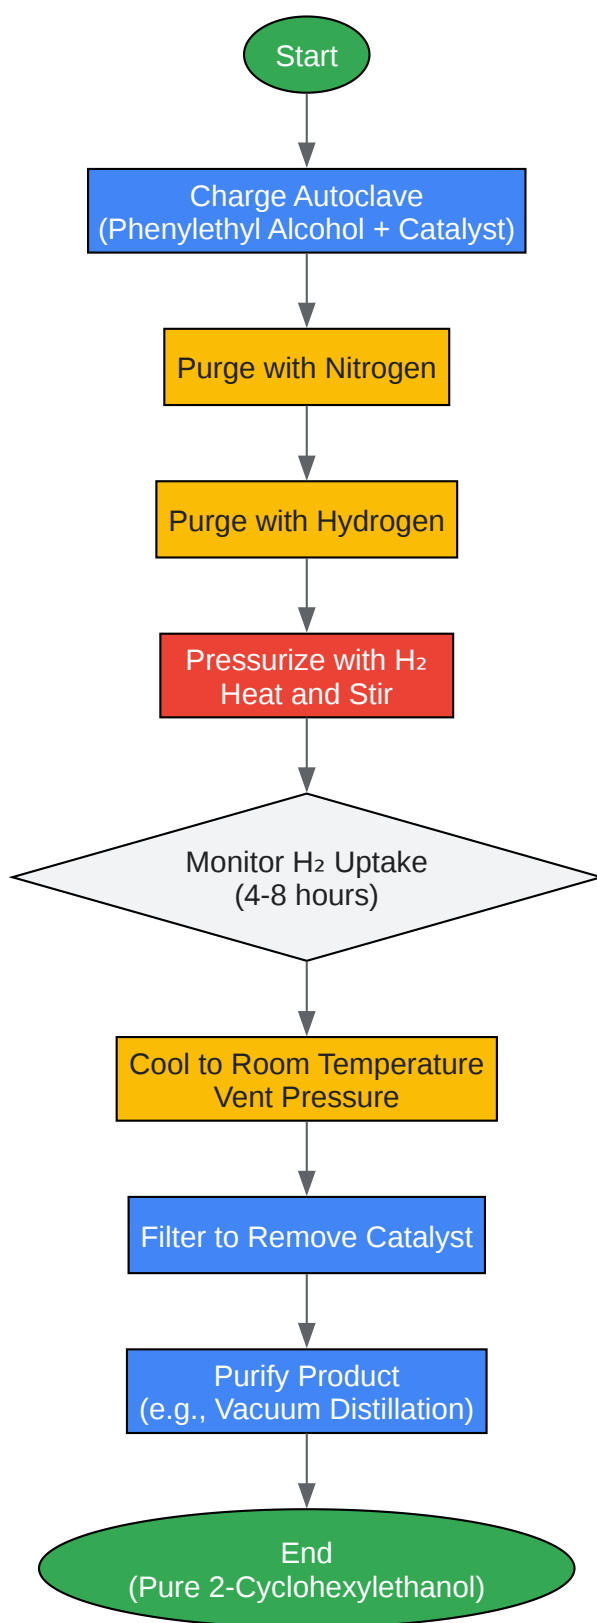 Start
Charge Autoclave
(Phenylethyl Alcohol + Catalyst)
Purge with Nitrogen
Purge with Hydrogen
Pressurize with H₂
Heat and Stir
Monitor H₂ Uptake
(4-8 hours)
Cool to Room Temperature
Vent Pressure
Filter to Remove Catalyst
Purify Product
(e.g., Vacuum Distillation)
End
(Pure 2-Cyclohexylethanol)